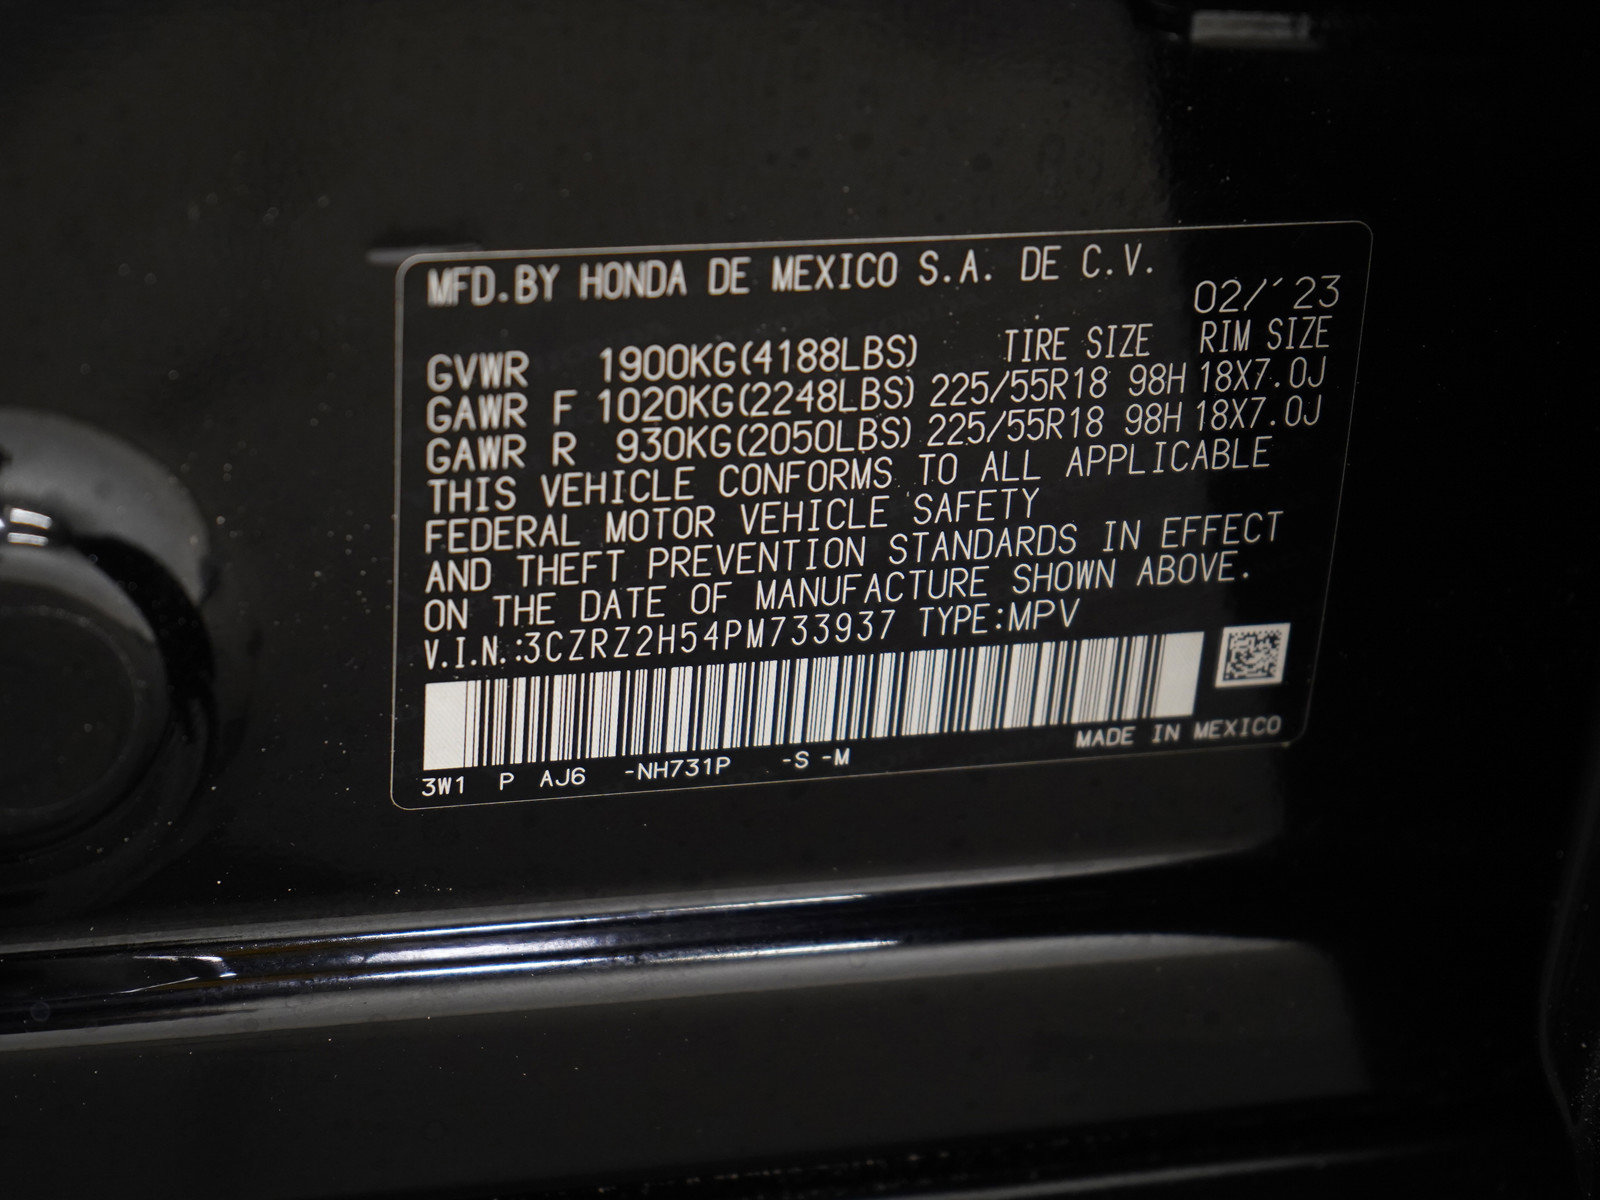 MFD.BY HONDA DE MEXICO S.A. DE C.V.
02/´23
GVWR 1900KG(4188LBS) TIRE SIZE RIM SIZE
GAWR F 1020KG(2248LBS) 225/55R18 98H 18X7.0J
GAWR R 930KG(2050LBS) 225/55R18 98H 18X7.0J
THIS VEHICLE CONFORMS TO ALL APPLICABLE
FEDERAL MOTOR VEHICLE SAFETY
AND THEFT PREVENTION STANDARDS IN EFFECT
ON THE DATE OF MANUFACTURE SHOWN ABOVE.
V.I.N.:3CZRZ2H54PM733937 TYPE:MPV
MADE IN MEXICO
3W1 P AJ6 -NH731P -S -M